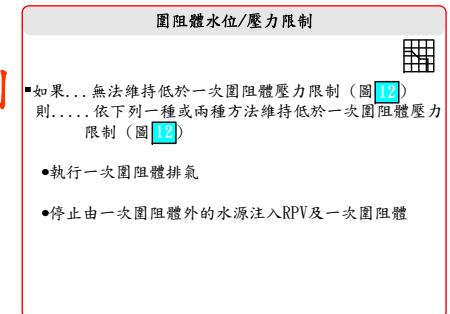 圍阻體水位/壓力限制
▪如果...無法維持低於一次圍阻體壓力限制（圖12）
則.....依下列一種或兩種方法維持低於一次圍阻體壓力
限制（圖12）
●執行一次圍阻體排氣
●停止由一次圍阻體外的水源注入RPV及一次圍阻體